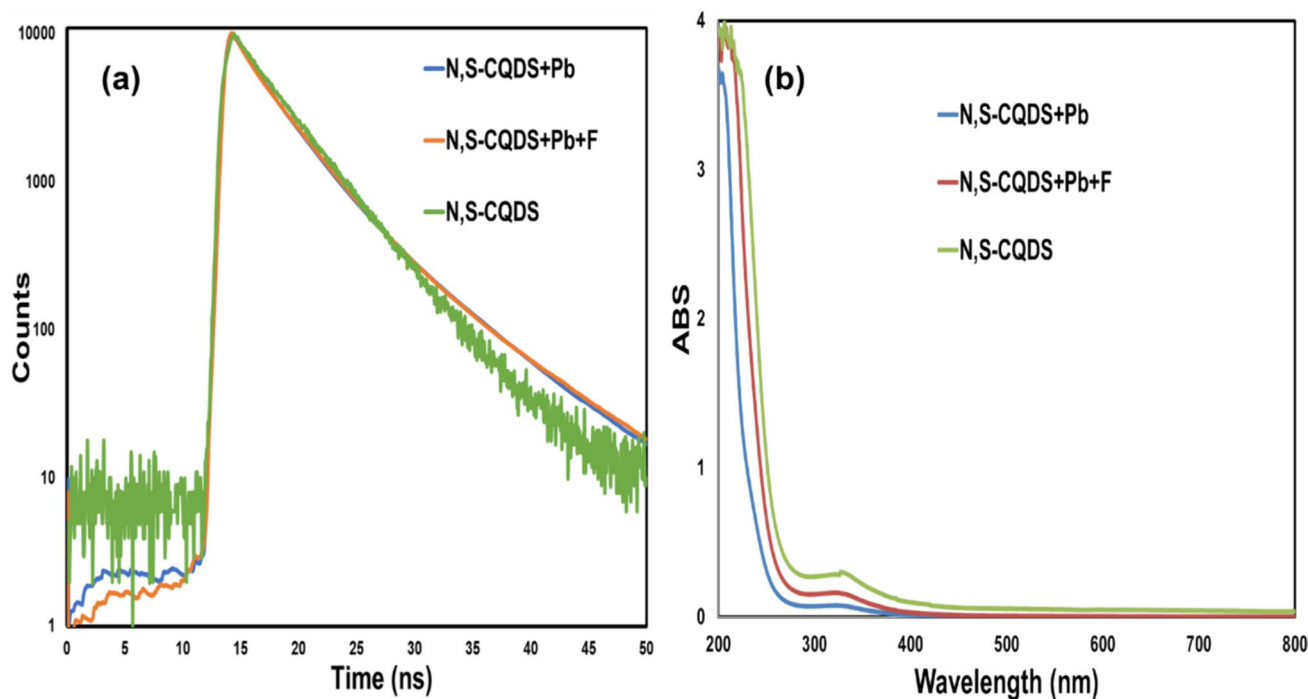 (a)
N,S-CQDS+Pb
N,S-CQDS+Pb+F
N,S-CQDS
Counts
10000
1000
100
10
1
0 5 10 15 20 25 30 35 40 45 50
Time (ns)
(b)
N,S-CQDS+Pb
N,S-CQDS+Pb+F
N,S-CQDS
ABS
4
3
2
1
0
200 300 400 500 600 700 800
Wavelength (nm)